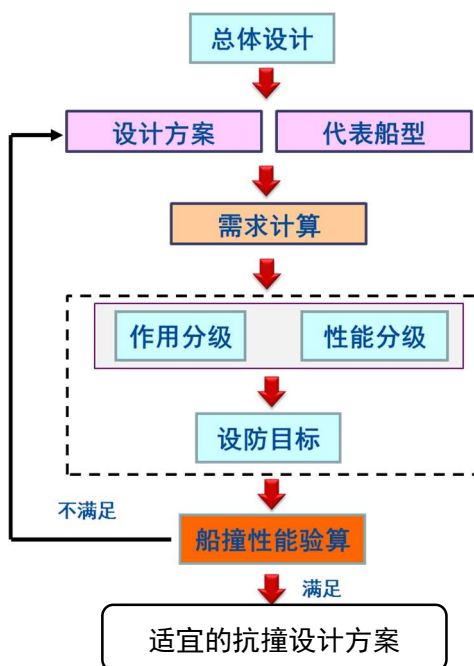 总体设计
设计方案
代表船型
需求计算
作用分级
性能分级
设防目标
不满足
船撞性能验算
满足
适宜的抗撞设计方案